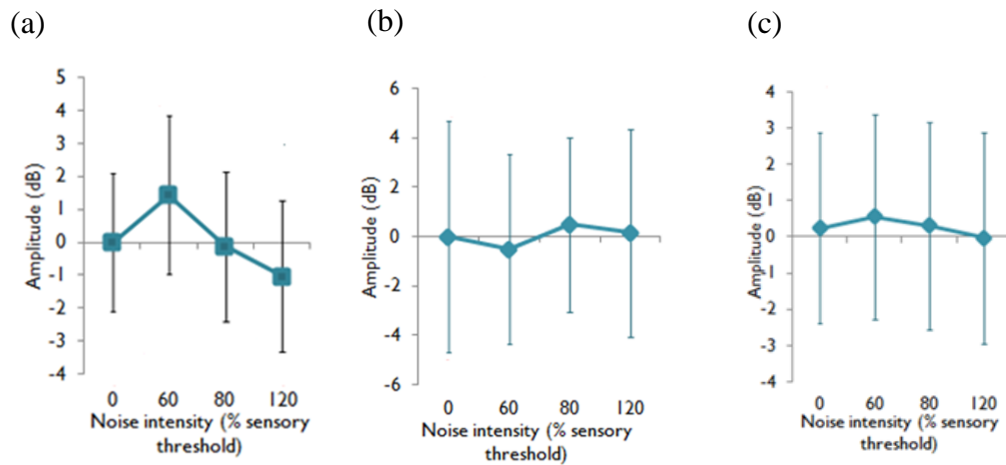 (a)
5
4
3
2
1
0
-1
-2
-3
-4
Amplitude (dB)
0 60 80 120
Noise intensity (% sensory
threshold)
(b)
6
4
2
0
-2
-4
-6
Amplitude (dB)
0 60 80 120
Noise intensity (% sensory
threshold)
(c)
4
3
2
1
0
-1
-2
-3
-4
Amplitude (dB)
0 60 80 120
Noise intensity (% sensory
threshold)